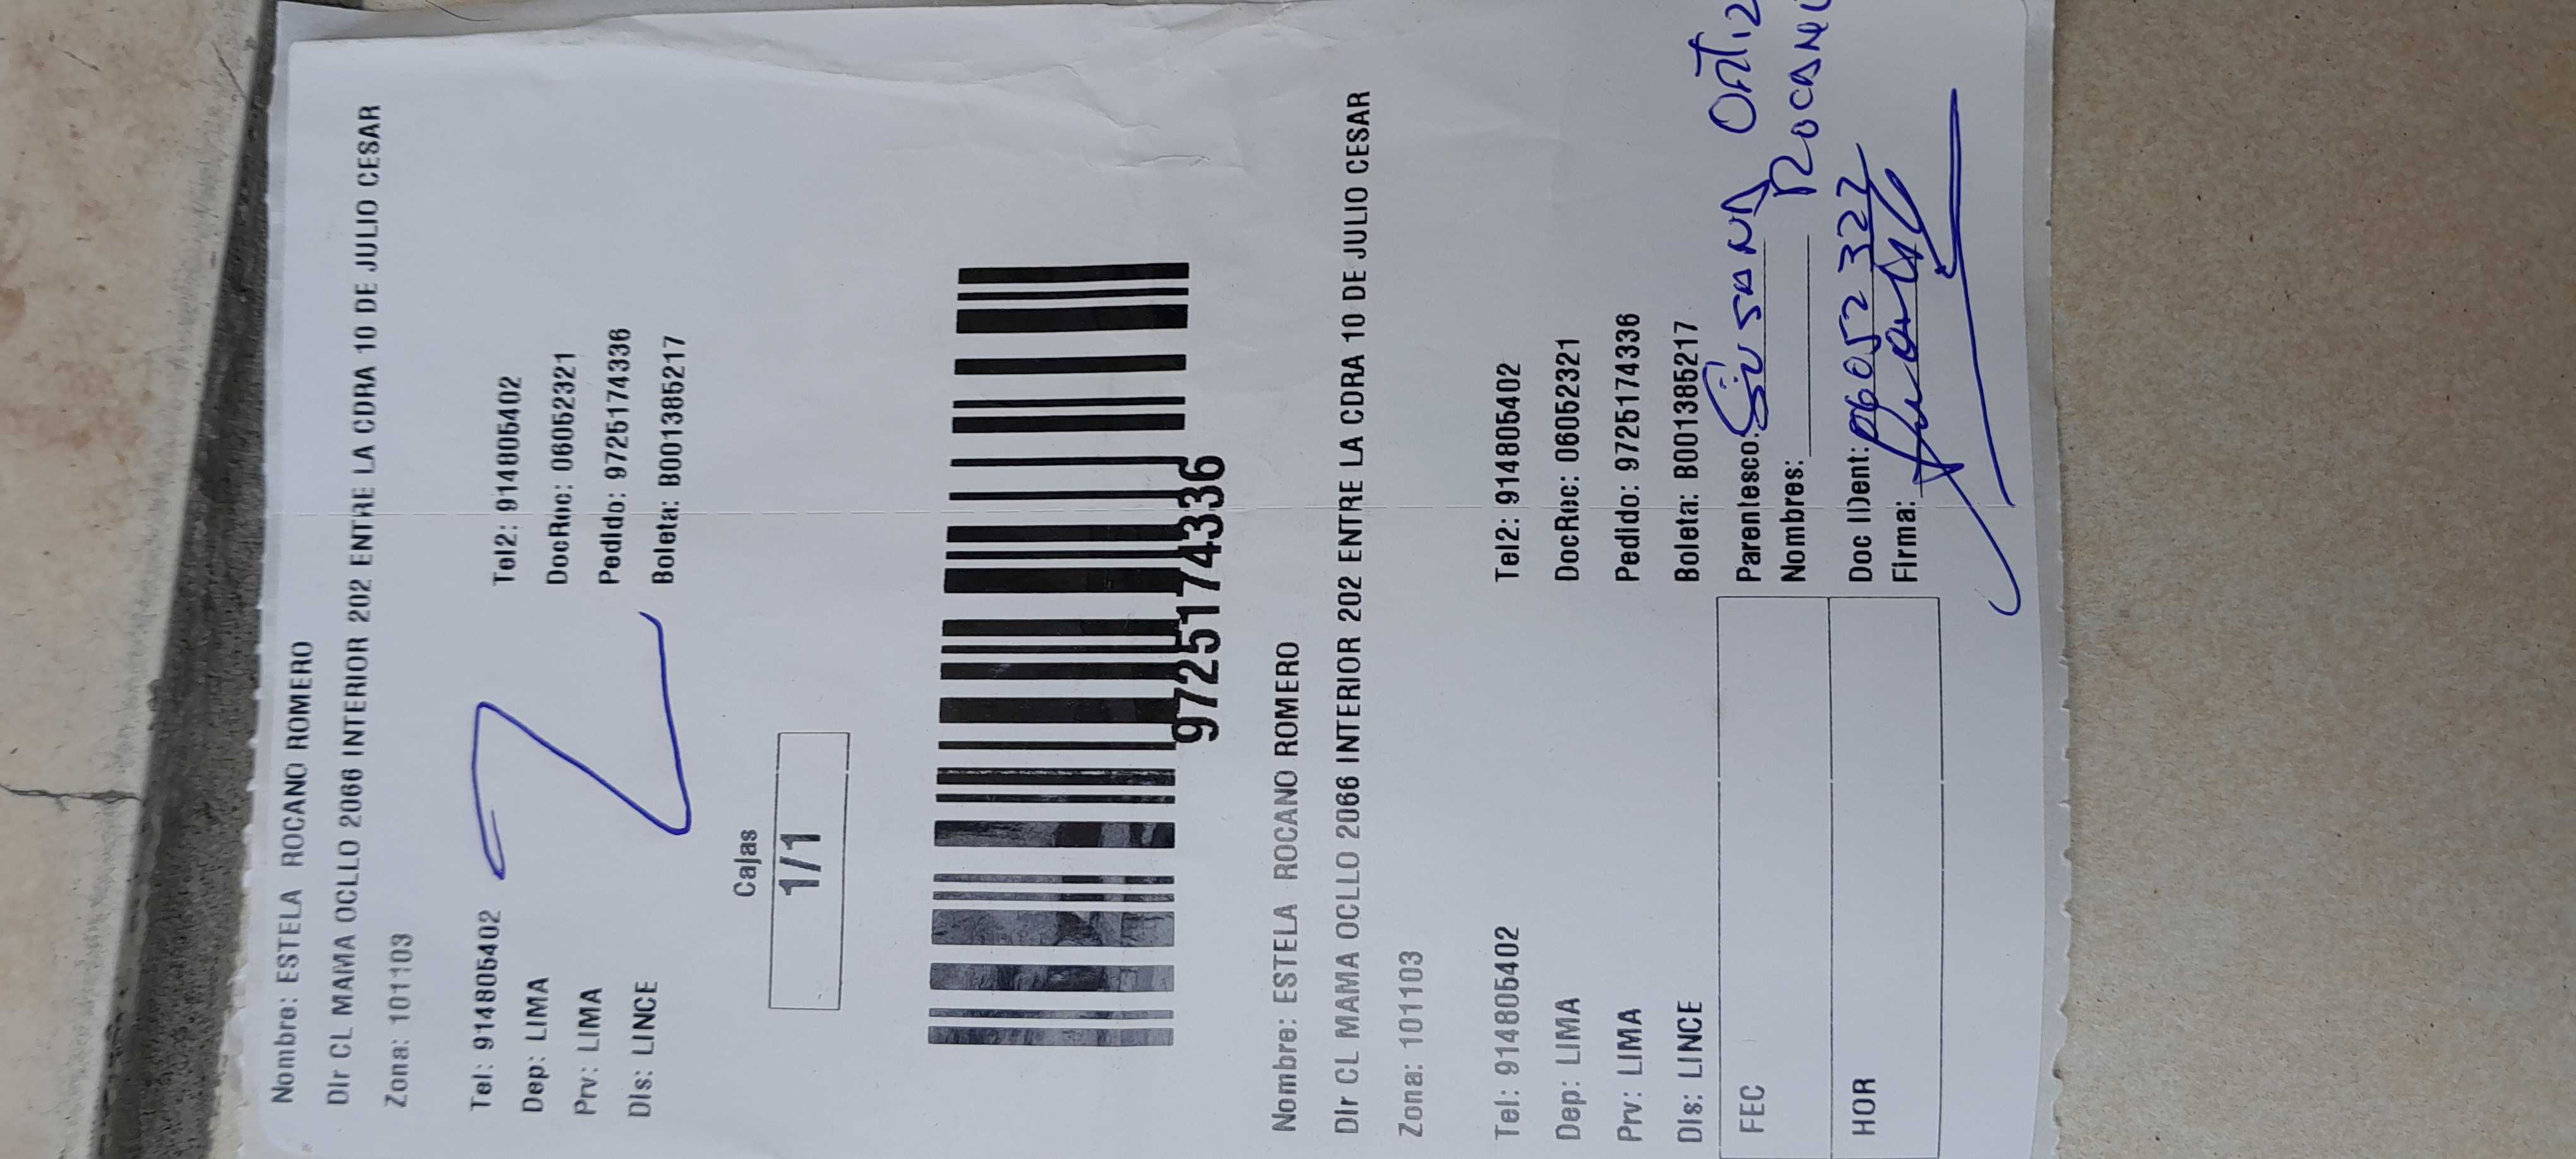 Nombre: ESTELA ROCANO ROMERO
DIr CL MAMA OCLLO 2066 INTERIOR 202 ENTRE LA CDRA 10 DE JULIO CESAR
Zona: 101103
Tel: 914805402 Tel2: 914805402
Dep: LIMA DocRec: 06052321
Prv: LIMA Pedido: 9725174336
Dis: LINCE Boleta: B001385217
Cajas
1/1
9725174336
Nombre: ESTELA ROCANO ROMERO
DIr CL MAMA OCLLO 2066 INTERIOR 202 ENTRE LA CDRA 10 DE JULIO CESAR
Zona: 101103
Tel: 914805402 Tel2: 914805402
Dep: LIMA DocRec: 06052321
Prv: LIMA Pedido: 9725174336
Dis: LINCE Boleta: B001385217
FEC Parentesco: SUSANA ORTIZ
Nombres: ROCANO
HOR Doc IDent: 06052322
Firma: